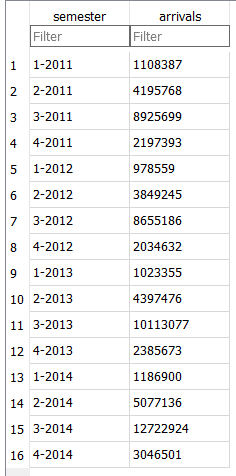 semester arrivals
Filter Filter
1 1-2011 1108387
2 2-2011 4195768
3 3-2011 8925699
4 4-2011 2197393
5 1-2012 978559
6 2-2012 3849245
7 3-2012 8655186
8 4-2012 2034632
9 1-2013 1023355
10 2-2013 4397476
11 3-2013 10113077
12 4-2013 2385673
13 1-2014 1186900
14 2-2014 5077136
15 3-2014 12722924
16 4-2014 3046501